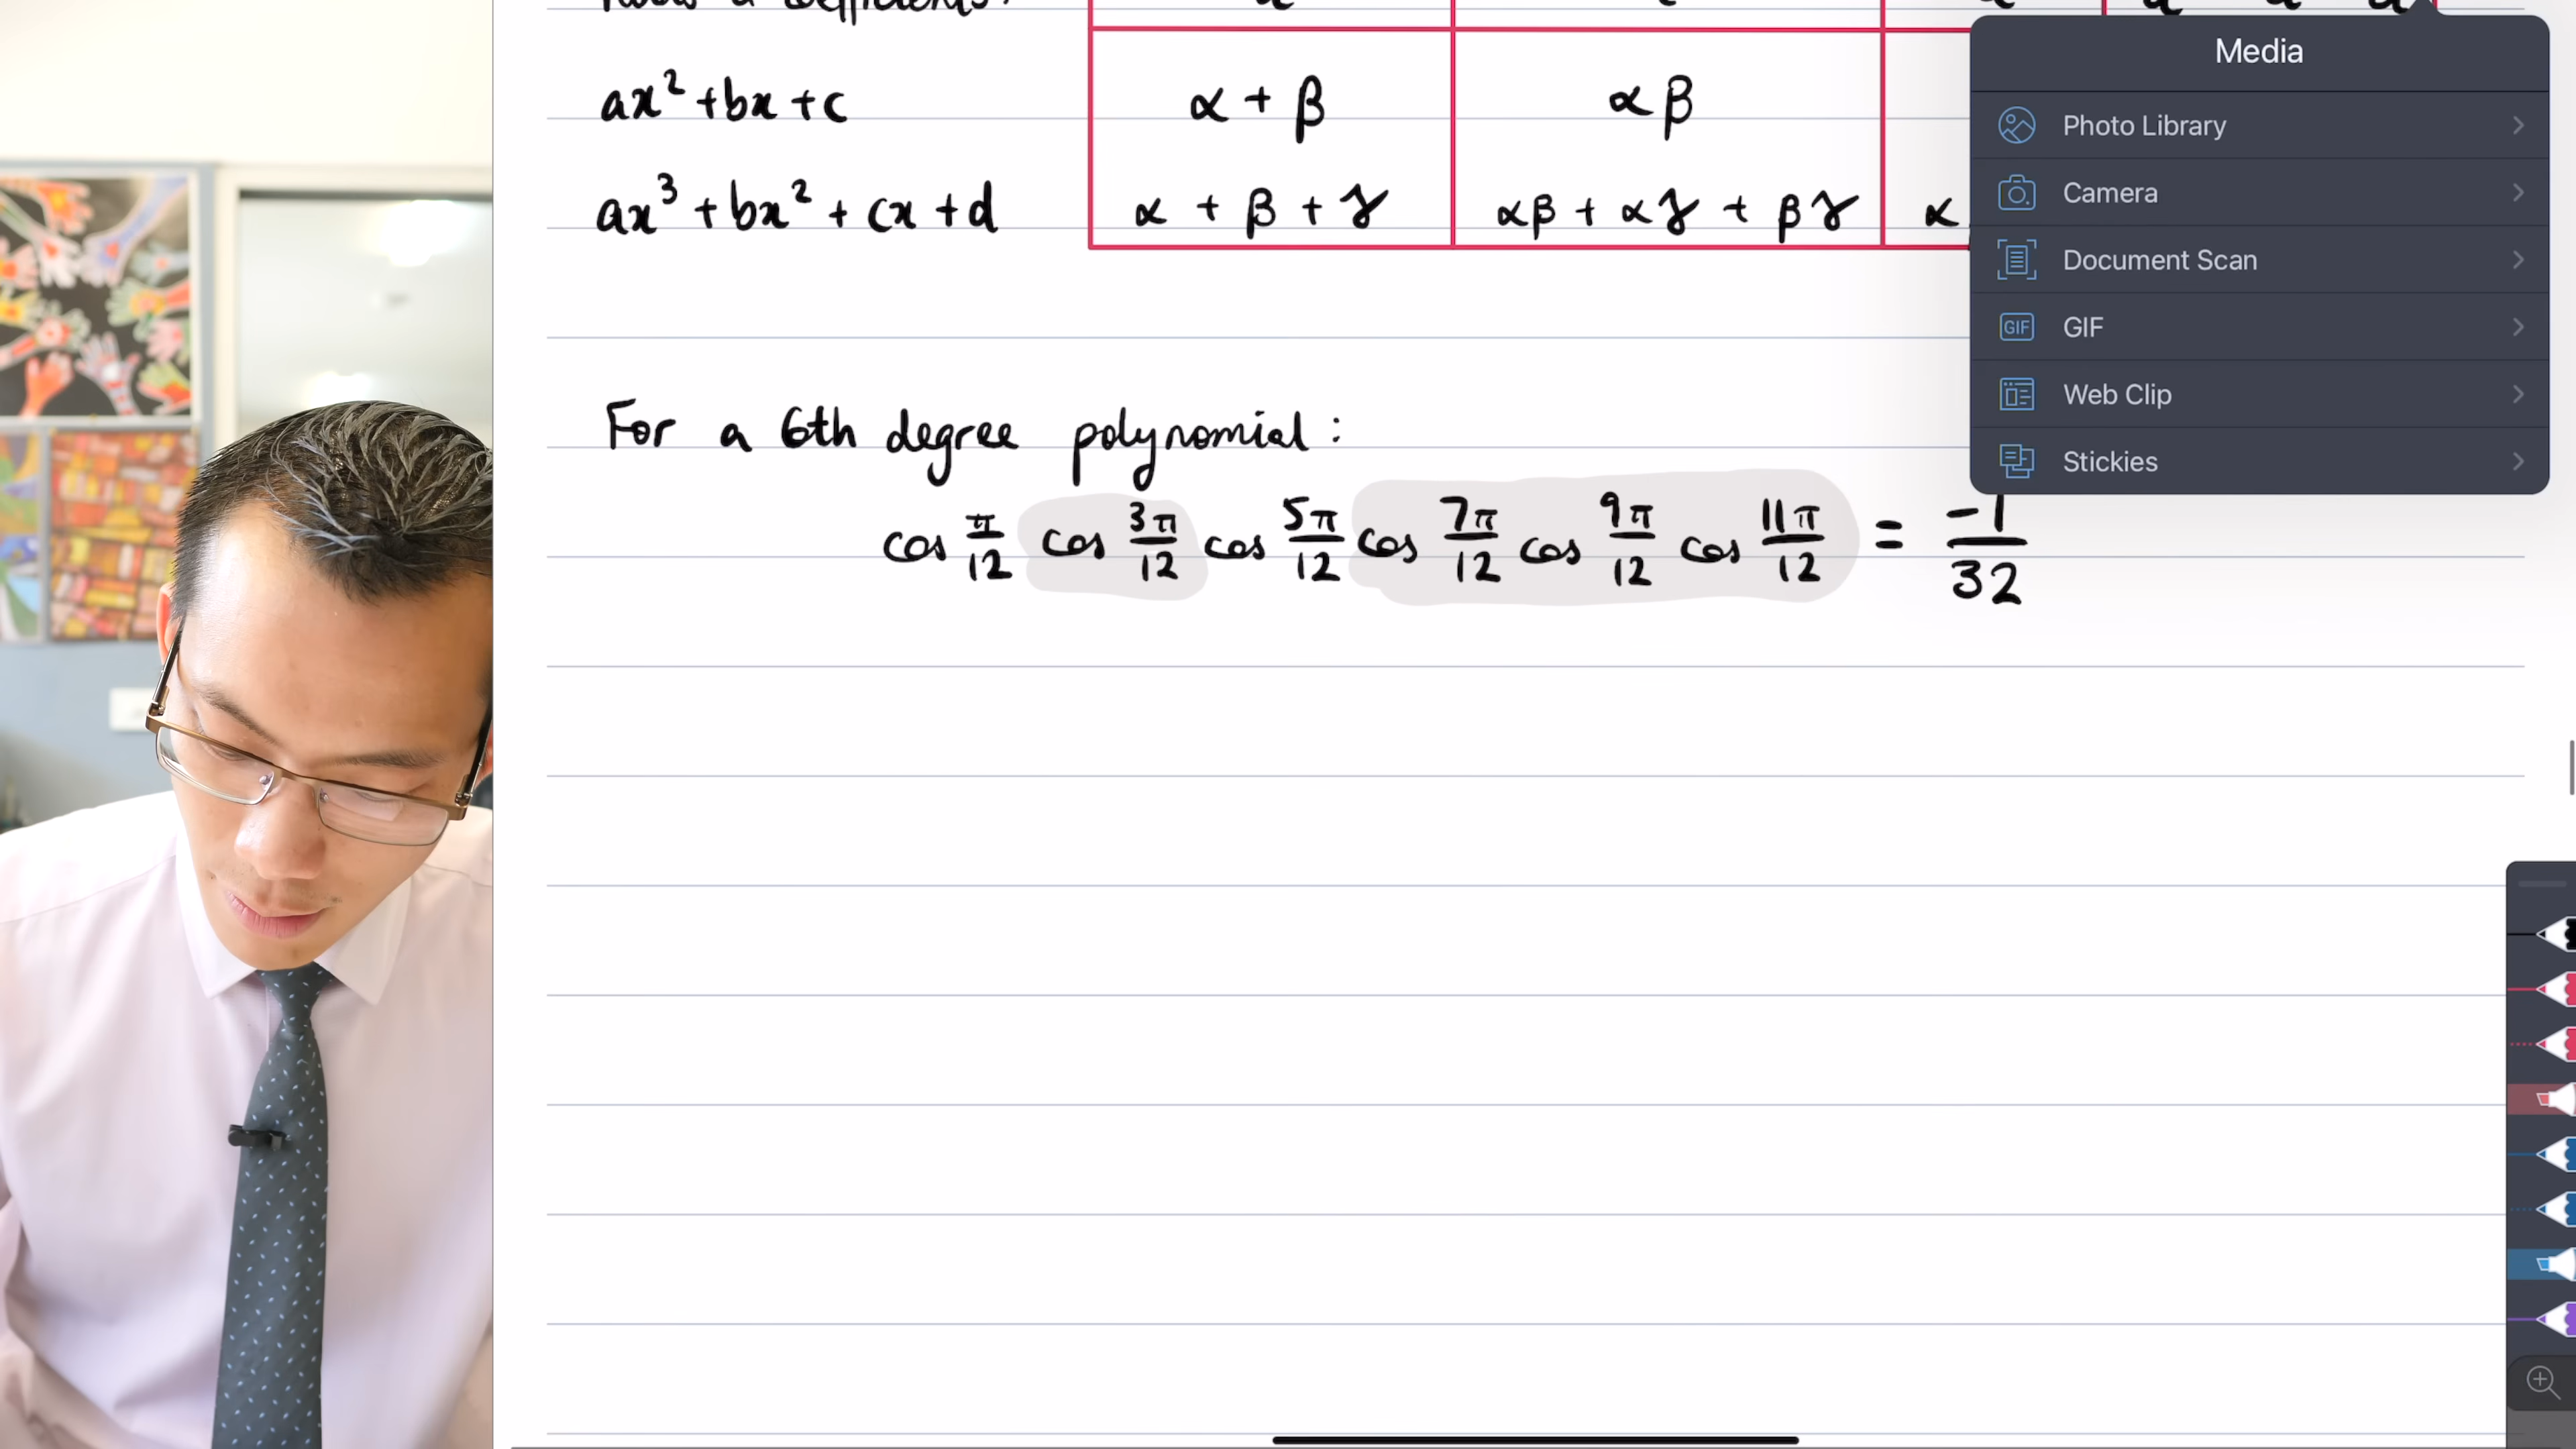 ax² + bx + c α + β αβ
ax³ + bx² + cx + d α + β + γ αβ + αγ + βγ α
For a 6th degree polynomial:
cos π/12 cos 3π/12 cos 5π/12 cos 7π/12 cos 9π/12 cos 11π/12 = -1/32
Media
Photo Library
Camera
Document Scan
GIF GIF
Web Clip
Stickies